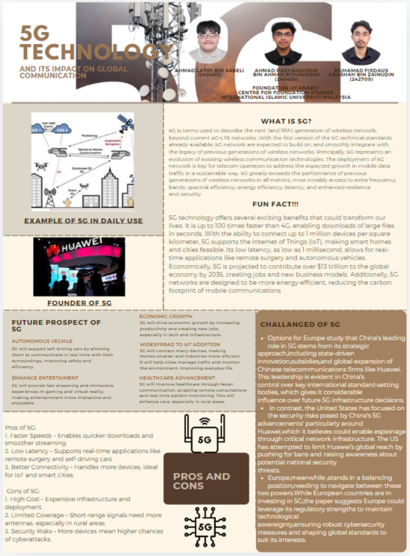 5G
TECHNOLOGY
AND ITS IMPACT ON GLOBAL
COMMUNICATION
AHMAD LATIFI BIN SABELI
AHMAD
MUHAMAD FIRDAUS
BIN ZAINUDIN
(242709)
CENTRE FOR FOUNDATION STUDIES
INTERNATIONAL ISLAMIC UNIVERSITY MALAYSIA
EXAMPLE OF 5G IN DAILY USE
HUAWEI
FOUNDER OF 5G
WHAT IS 5G?
5G is terms used to describe the next (and fifth) generation of wireless network,
beyond current 4G-LTE networks. With the first version of the 5G technical standards
already available, 5G network are expected to build on, and smoothly integrate with,
the legacy of previous generations of wireless networks. Principally, 5G represents an
evolution of existing wireless communication technologies. The deployment of 5G
network is key for telecom operators to address the expected growth in mobile data
traffic in a sustainable way. 5G greatly exceeds the performance of previous
generations of wireless networks in all metrics, most notably access to extra frequency
bands, spectral efficiency, energy efficiency, latency, and enhanced resilience
and security
FUN FACT!!!
5G technology offers several exciting benefits that could transform our
lives. It is up to 100 times faster than 4G, enabling downloads of large files
in seconds. With the ability to connect up to 1 million devices per square
kilometer, 5G supports the Internet of Things (IoT), making smart homes
and cities feasible. Its low latency, as low as 1 millisecond, allows for real-
time applications like remote surgery and autonomous vehicles.
Economically, 5G is projected to contribute over $13 trillion to the global
economy by 2035, creating jobs and new business models. Additionally, 5G
networks are designed to be more energy-efficient, reducing the carbon
footprint of mobile communications
FUTURE PROSPECT OF
5G
AUTONOMOUS VEHICLE
5G will support self-driving cars by allowing
them to communicate in real time with their
surroundings, improving safety and
efficiency.
ENHANCE ENTERTAINMENT
5G will provide fast streaming and immersive
experiences in gaming and virtual reality,
making entertainment more interactive and
enjoyable.
ECONOMIC GROWTH
5G will drive economic growth by increasing
productivity and creating new jobs,
especially in tech and infrastructure.
WIDESPREAD TO IOT ADOPTION
5G will connect many devices, making
homes smarter and industries more efficient.
It will help cities manage traffic and monitor
the environment, improving everyday life.
HEALTHCARE ADVANCEMENT
5G will improve healthcare through faster
communication, enabling remote consultations
and real time patient monitoring. This will
enhance care, especially in rural areas.
CHALLANGED OF 5G
• Options for Europe study that China's leading
role in 5G stems from its strategic
approach,including state-driven
innovation,subsidies,and global expansion of
Chinese telecommunications firms like Huawei.
This leadership is evident in China's
control over key international standard-setting
bodies, which gives it considerable
influence over future 5G infrastructure decisions.
• In contrast, the United States has focused on
the security risks posed by China's 5G
advancements' particularly around
Huawei,which it believes could enable espionage
through critical network infrastructure. The US
has attempted to limit Huawei's global reach by
pushing for bans and raising awareness about
potential national security
threats.
• Europe,meanwhile ,stands in a balancing
position,needing to navigate between these
two powers.While European countries are in
investing in 5G,the paper suggests Europe could
leverage its regulatory strengths to maintain
technological
sovereignty,ensuring robust cybersecurity
measures and shaping global standards to
suit its interests.
Pros of 5G:
1. Faster Speeds – Enables quicker downloads and
smoother streaming.
2. Low Latency – Supports real-time applications like
remote surgery and self-driving cars.
3. Better Connectivity – Handles more devices, ideal
for IoT and smart cities.
Cons of 5G:
1. High Cost – Expensive infrastructure and
deployment.
2. Limited Coverage – Short-range signals need more
antennas, especially in rural areas.
3. Security Risks – More devices mean higher chances
of cyberattacks.
5G
PROS AND
CONS
5G